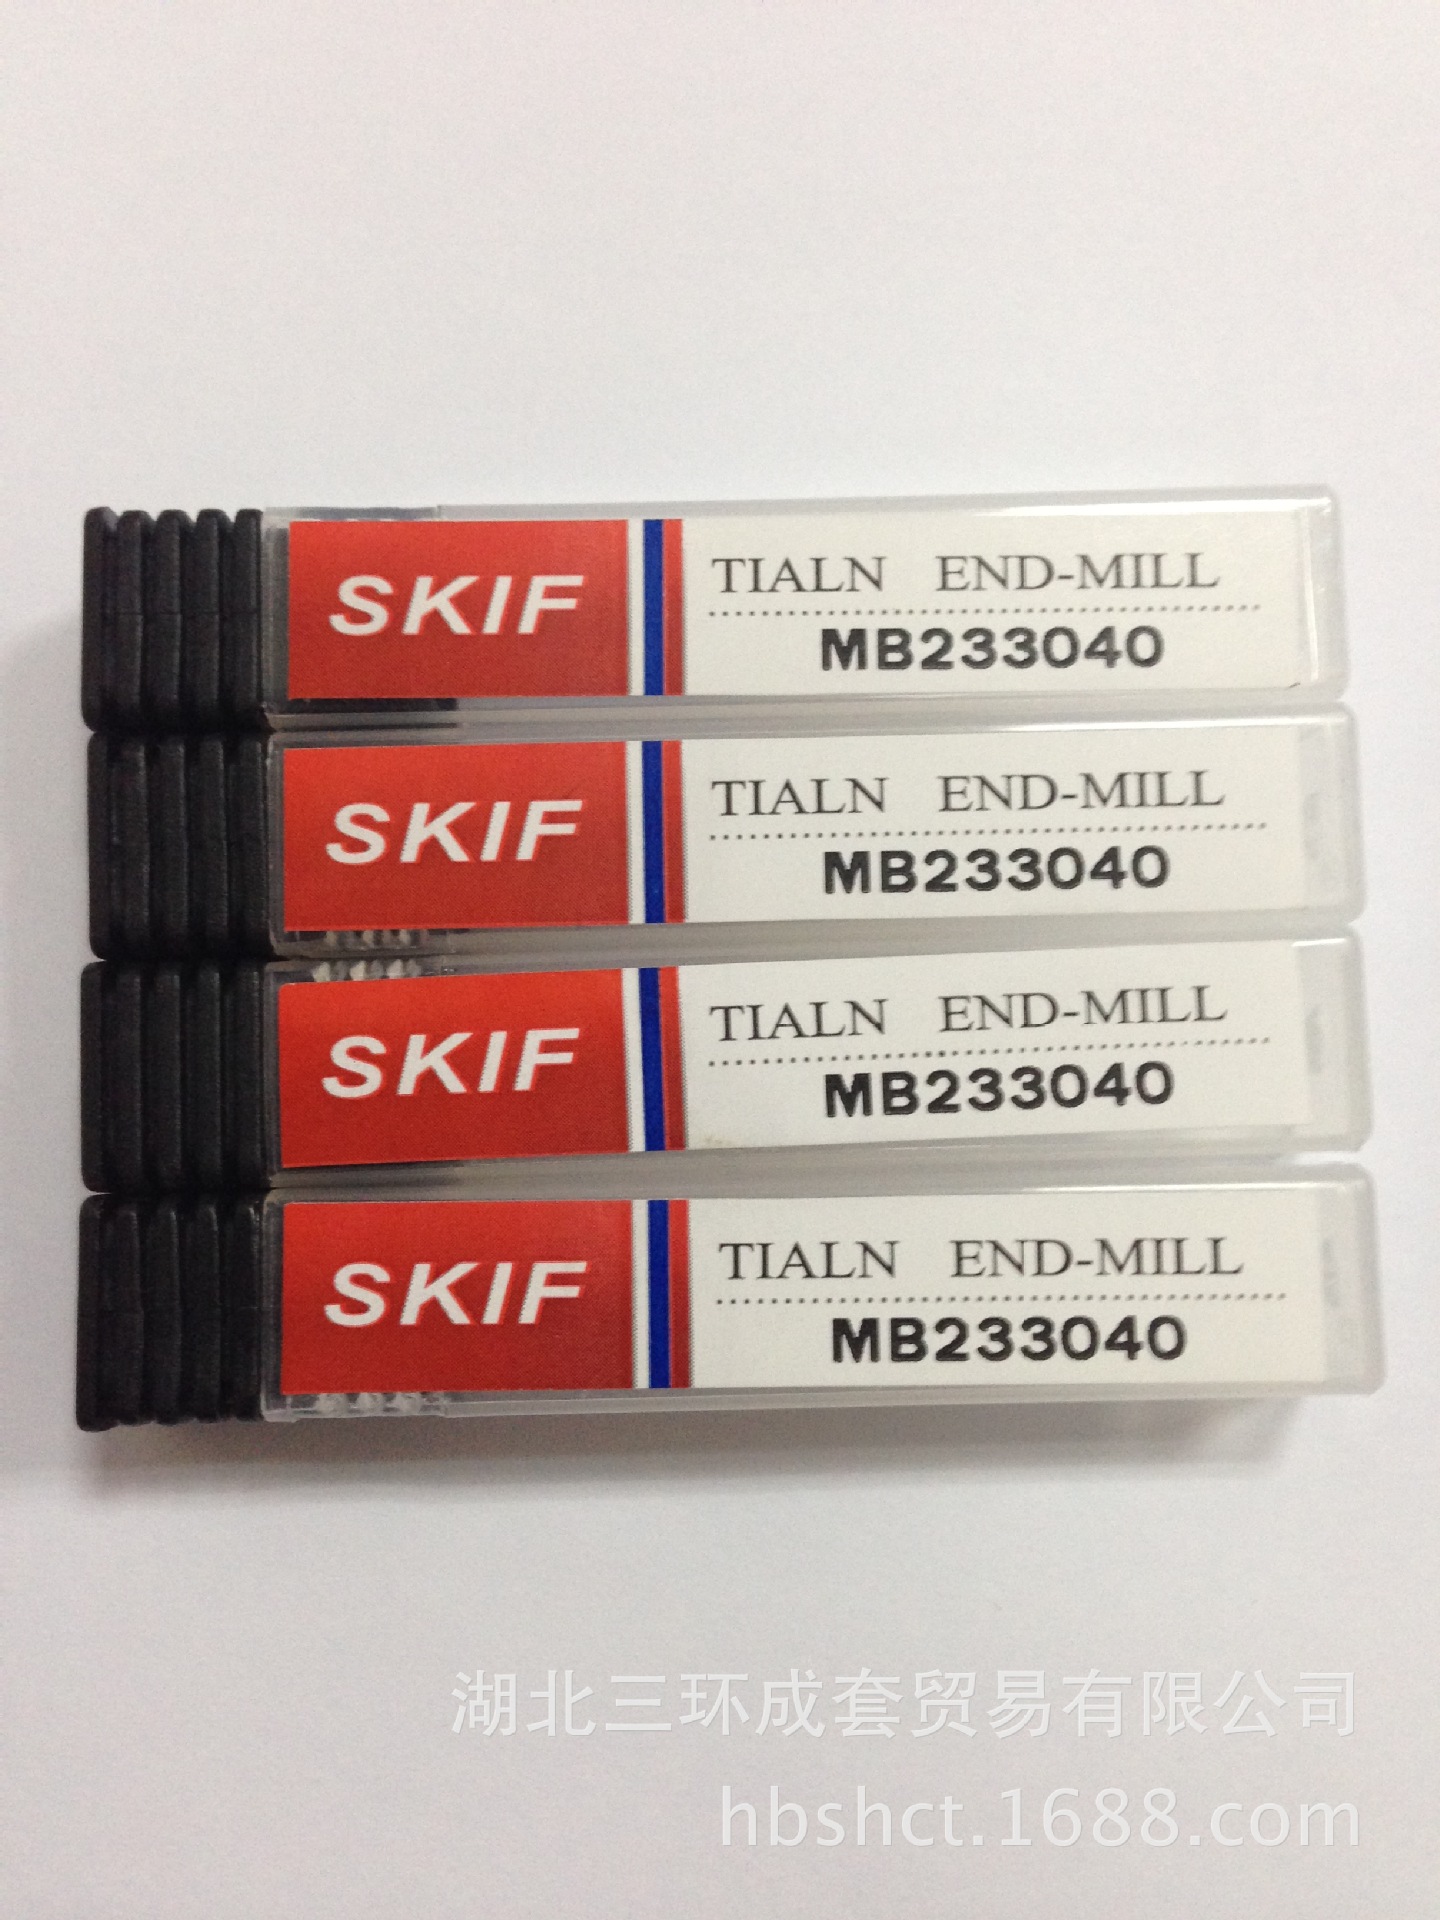 SKIF
TIALN END-MILL
MB233040
SKIF
TIALN END-MILL
MB233040
SKIF
TIALN END-MILL
MB233040
SKIF
TIALN END-MILL
MB233040
湖北三环成套贸易有限公司
hbshct.1688.com